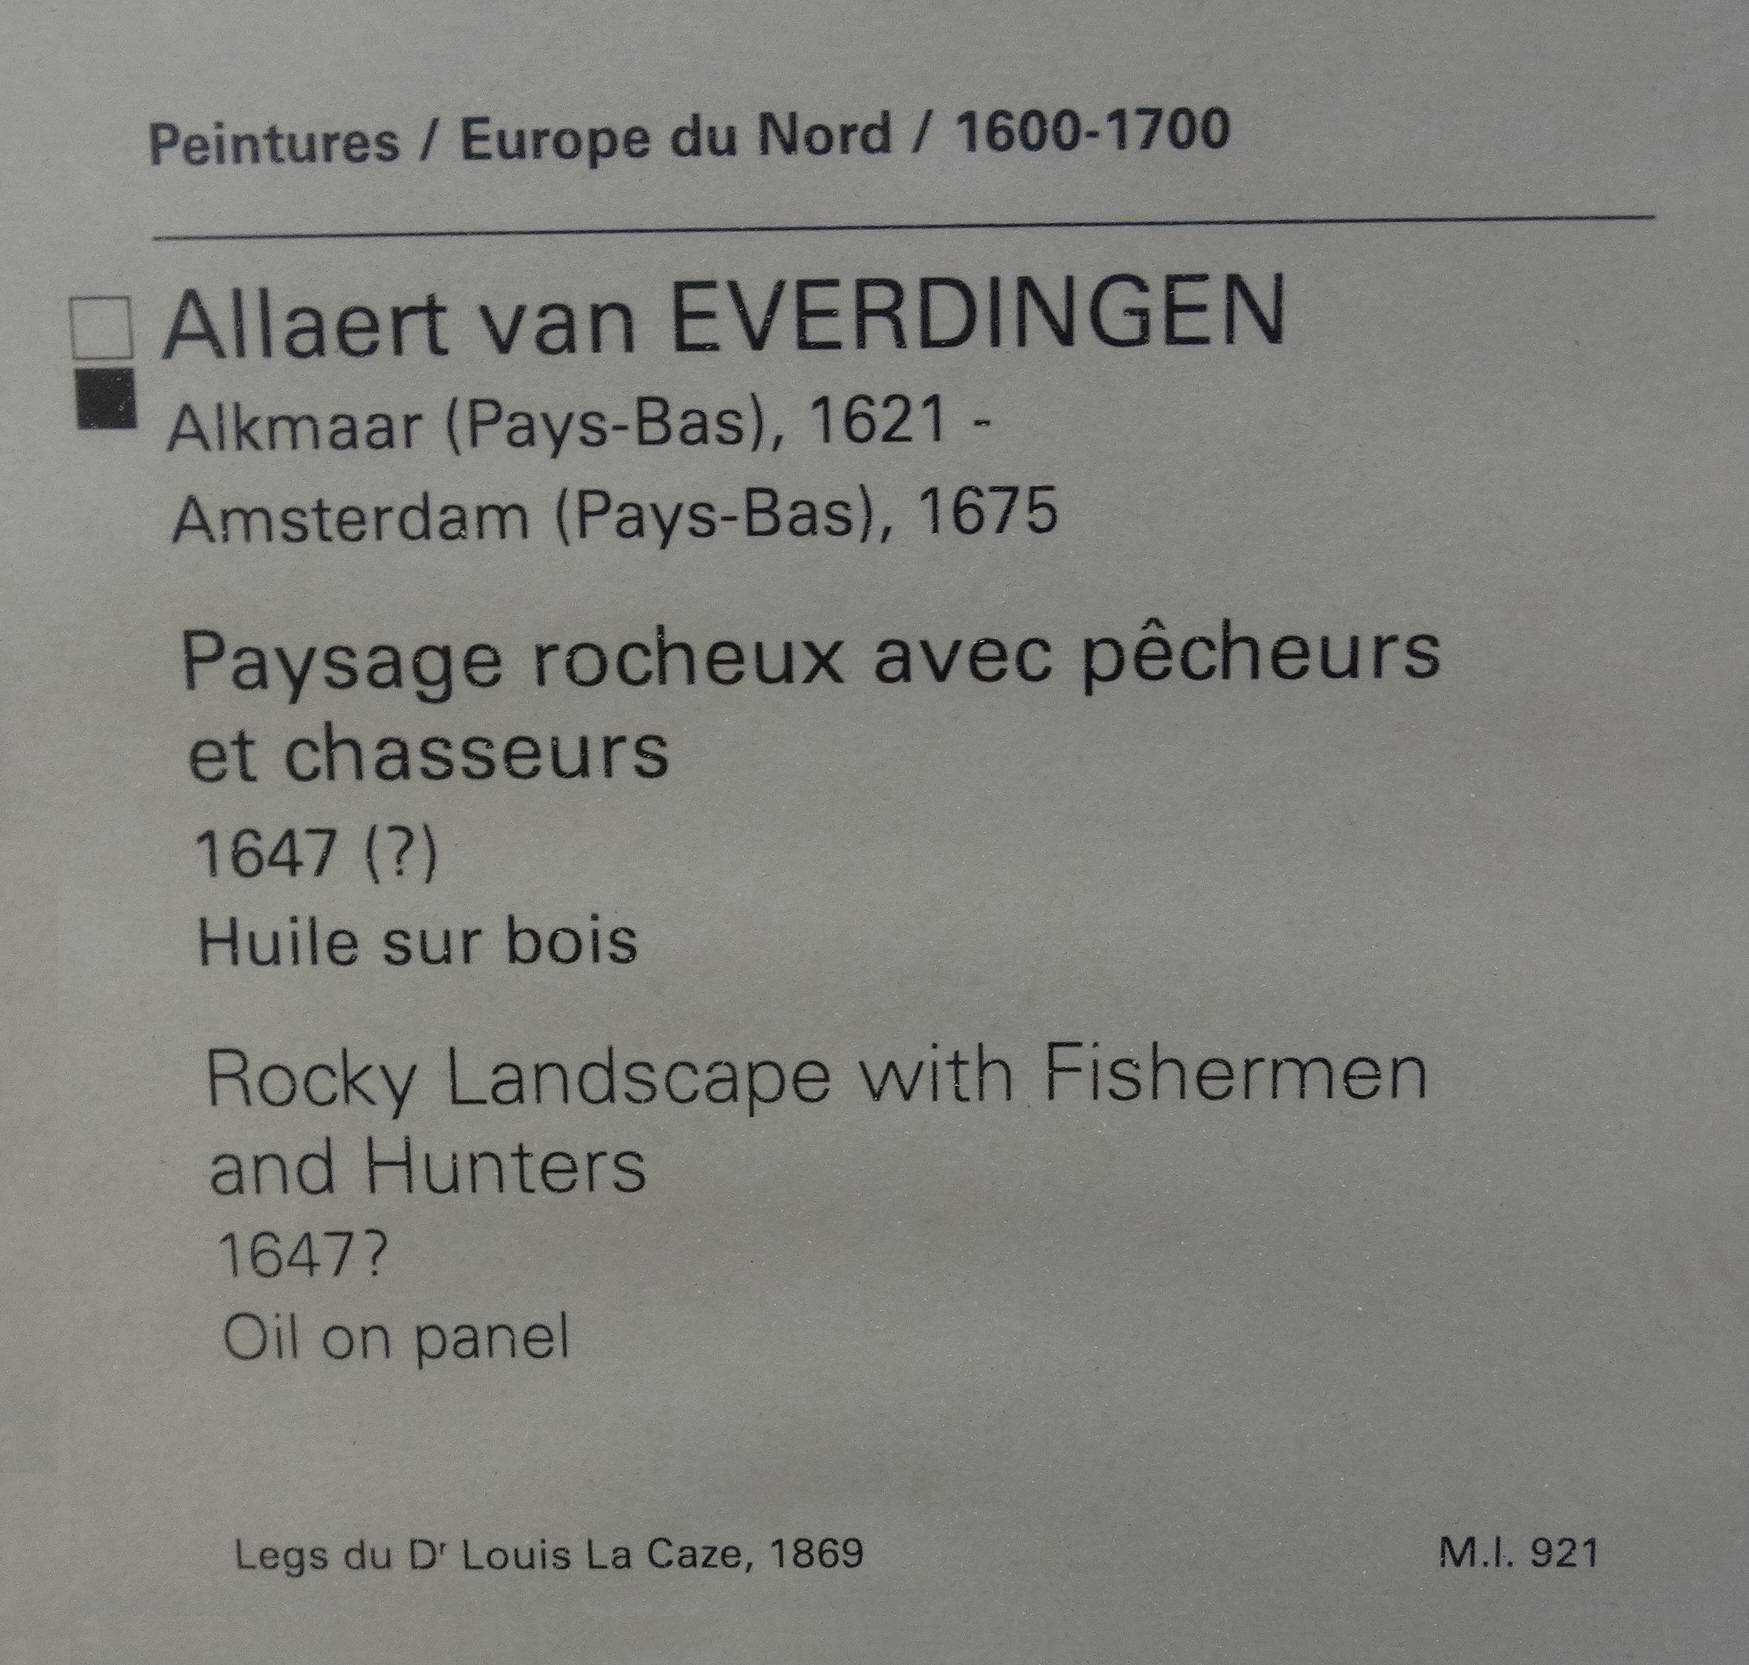 Peintures / Europe du Nord / 1600-1700
Allaert van EVERDINGEN
Alkmaar (Pays-Bas), 1621 -
Amsterdam (Pays-Bas), 1675
Paysage rocheux avec pêcheurs
et chasseurs
1647 (?)
Huile sur bois
Rocky Landscape with Fishermen
and Hunters
1647?
Oil on panel
Legs du Dʳ Louis La Caze, 1869
M.I. 921